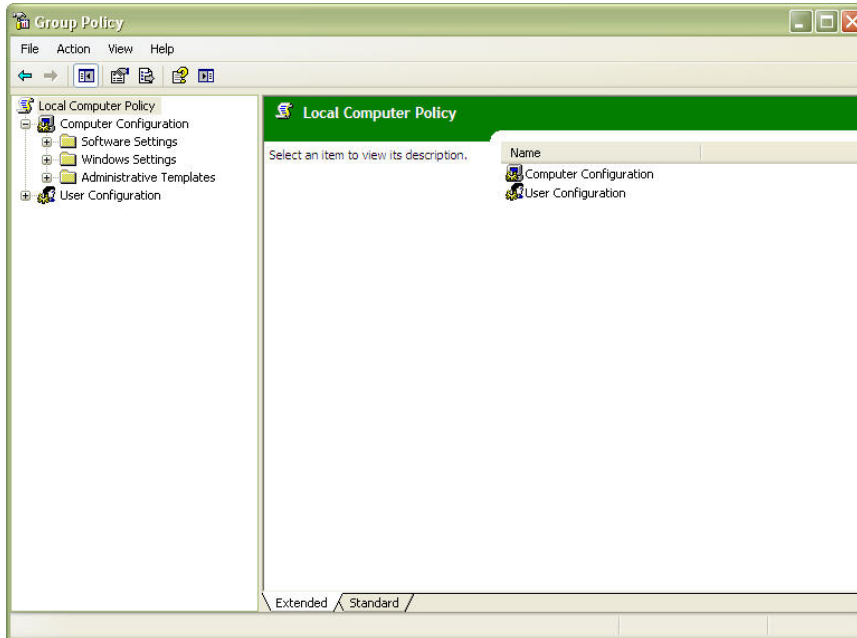 Group Policy
File Action View Help
Local Computer Policy
Computer Configuration
Software Settings
Windows Settings
Administrative Templates
User Configuration
Local Computer Policy
Select an item to view its description.
Name
Computer Configuration
User Configuration
Extended Standard